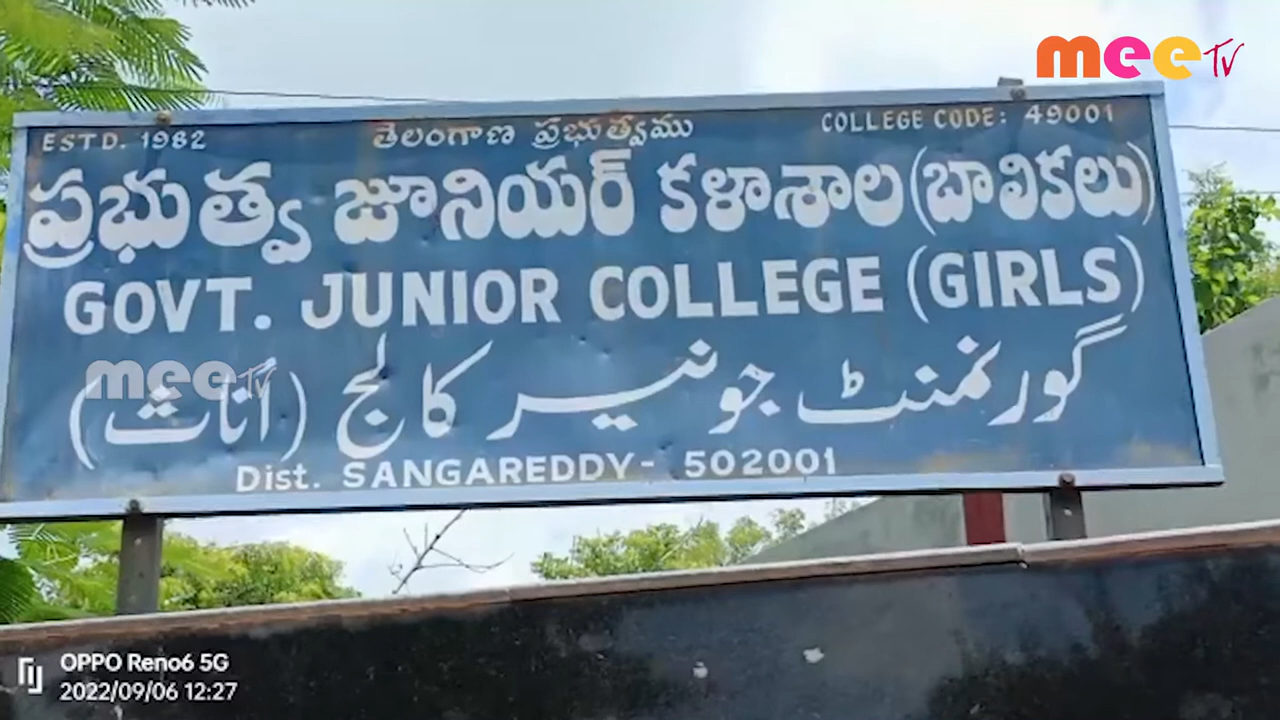 mee TV
ESTD. 1982 తెలంగాణ ప్రభుత్వము COLLEGE CODE: 49001
ప్రభుత్వ జూనియర్ కళాశాల (బాలికలు)
GOVT. JUNIOR COLLEGE (GIRLS)
mee TV
گورنمنٹ جونیر کالج (اُناث)
Dist. SANGAREDDY- 502001
OPPO Reno6 5G
2022/09/06 12:27